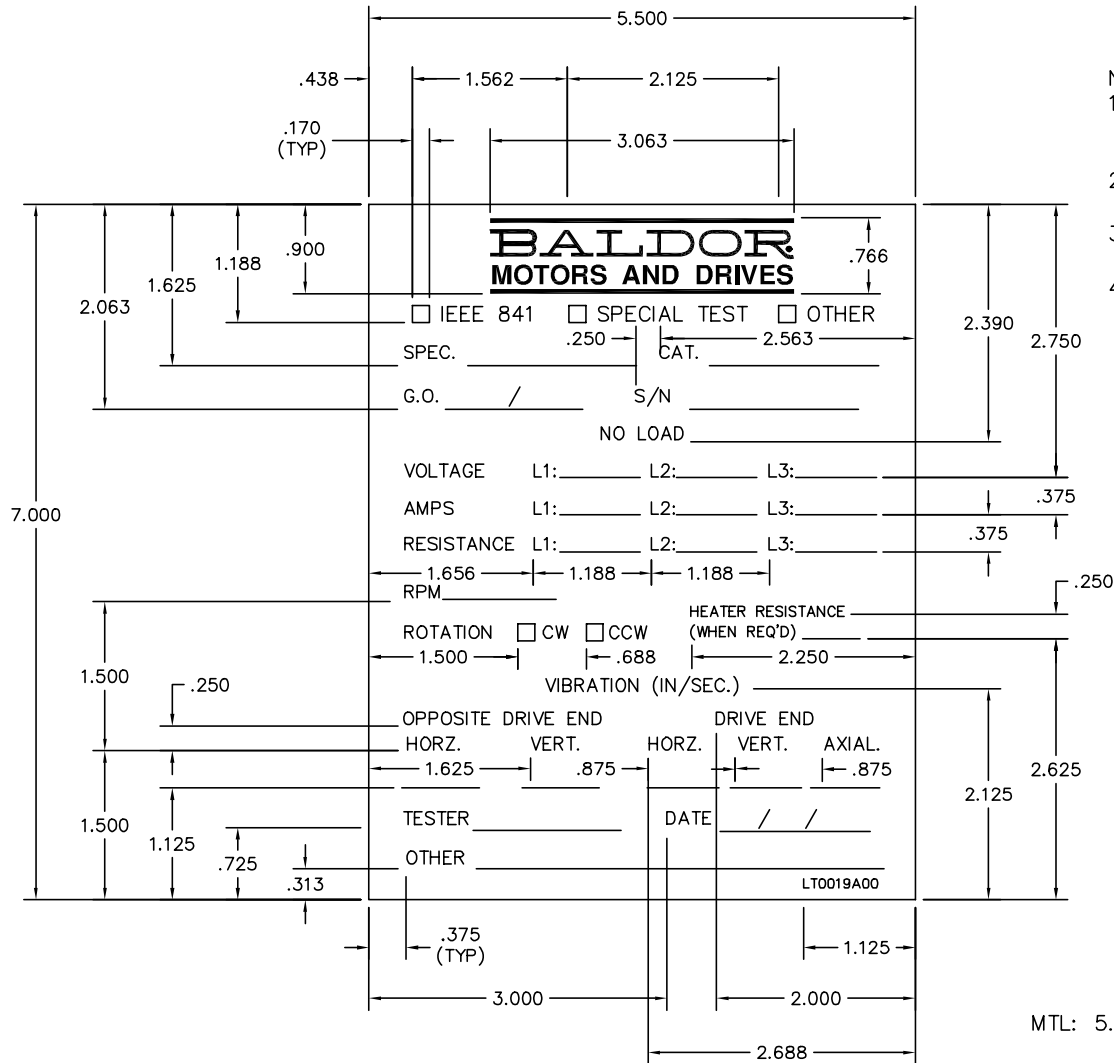 5.500
.438 1.562 2.125
.170
(TYP)
3.063
N
1
2
3
4
BALDOR
MOTORS AND DRIVES
.900
1.188
1.625
2.063
.766
2.390
2.750
□ IEEE 841 □ SPECIAL TEST □ OTHER
.250 2.563
SPEC. CAT.
G.O. / S/N
NO LOAD
VOLTAGE L1: L2: L3:
.375
AMPS L1: L2: L3:
.375
7.000
RESISTANCE L1: L2: L3:
1.656 1.188 1.188
RPM
.250
HEATER RESISTANCE
(WHEN REQ'D)
ROTATION □ CW □ CCW
1.500 .688 2.250
1.500
.250
VIBRATION (IN/SEC.)
OPPOSITE DRIVE END DRIVE END
HORZ. VERT. HORZ. VERT. AXIAL.
1.625 .875 .875
2.625
2.125
1.500
1.125
.725
.313
TESTER DATE / /
OTHER
LT0019A00
.375
(TYP)
1.125
3.000 2.000
MTL: 5.
2.688